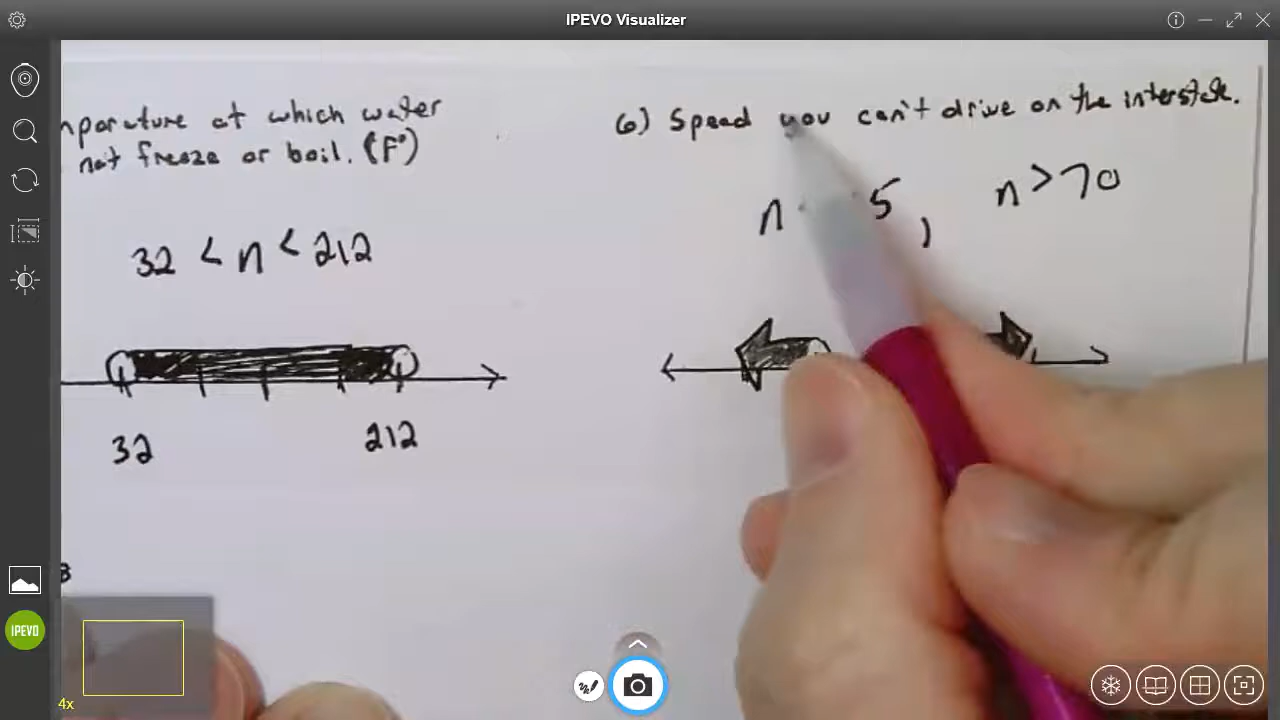 IPEVO Visualizer
at which water
not freeze or boil. (F°)
32 < n < 212
32
212
6) Speed you can't drive on the interstate.
n 5 , n > 70
IPEVO
4x